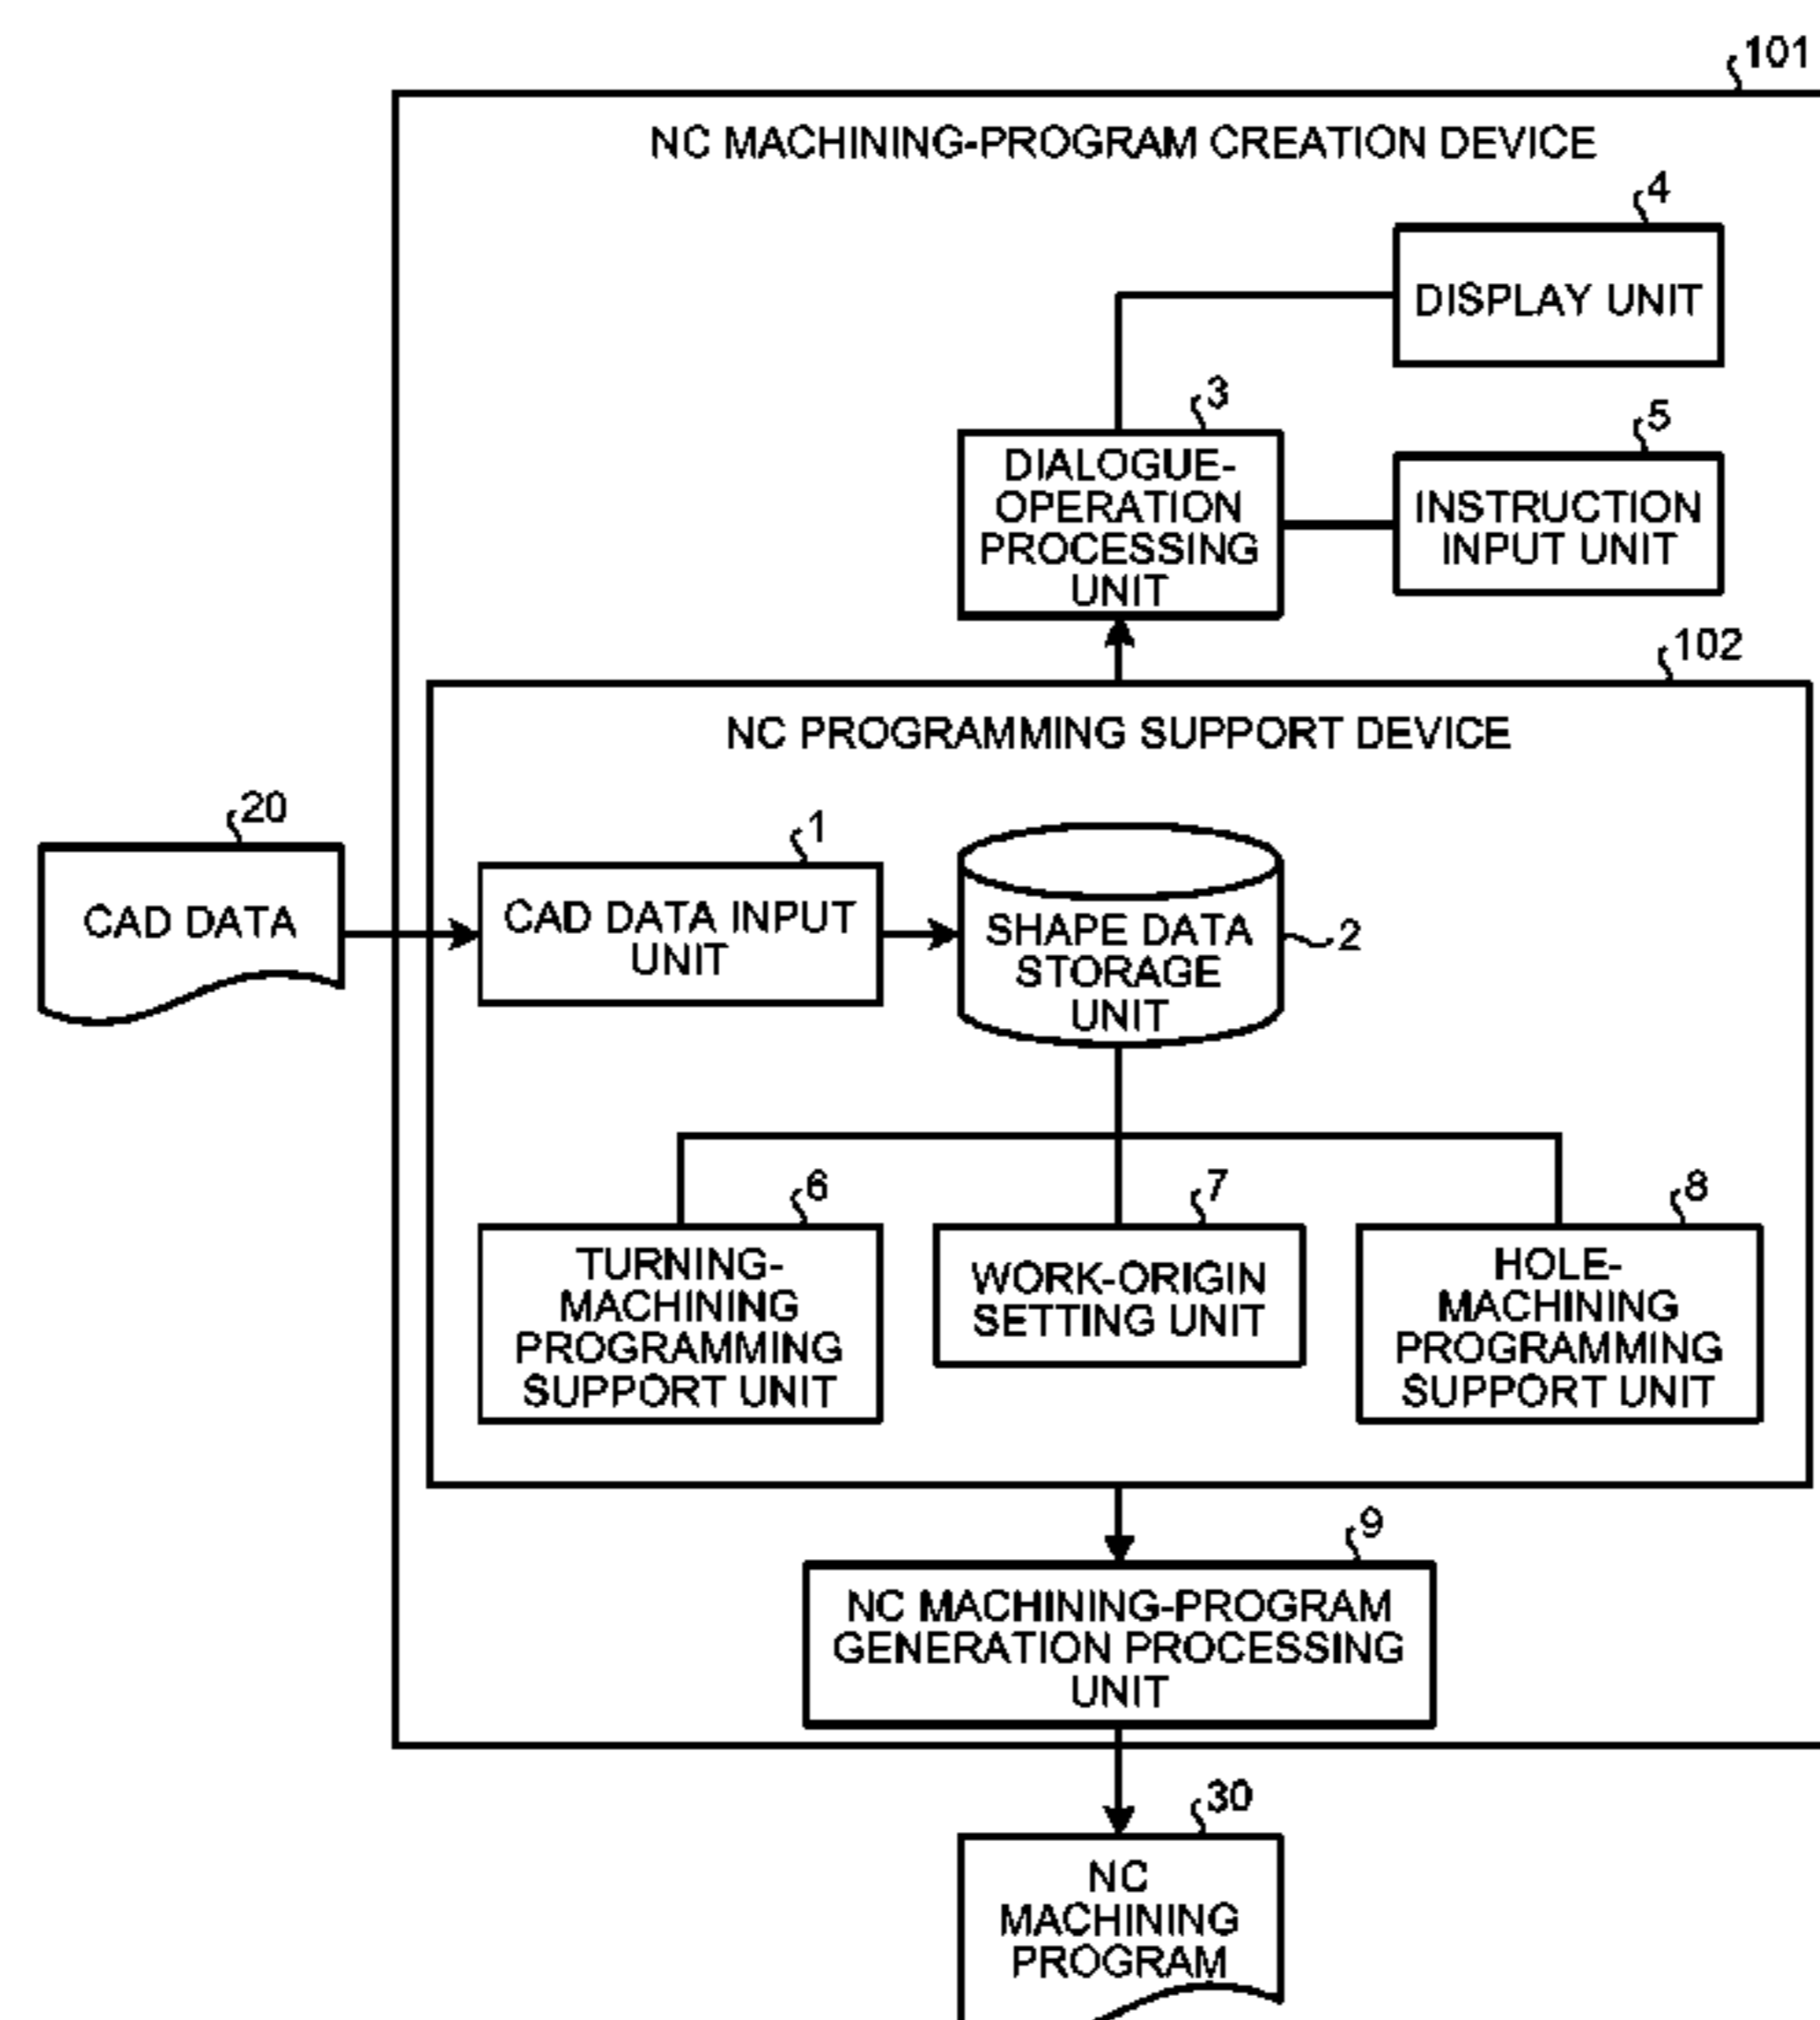 101
NC MACHINING-PROGRAM CREATION DEVICE
4
DISPLAY UNIT
3
DIALOGUE-
OPERATION
PROCESSING
UNIT
5
INSTRUCTION
INPUT UNIT
102
NC PROGRAMMING SUPPORT DEVICE
20
CAD DATA
1
CAD DATA INPUT
UNIT
SHAPE DATA
STORAGE
UNIT
2
6
TURNING-
MACHINING
PROGRAMMING
SUPPORT UNIT
7
WORK-ORIGIN
SETTING UNIT
8
HOLE-
MACHINING
PROGRAMMING
SUPPORT UNIT
9
NC MACHINING-PROGRAM
GENERATION PROCESSING
UNIT
30
NC
MACHINING
PROGRAM